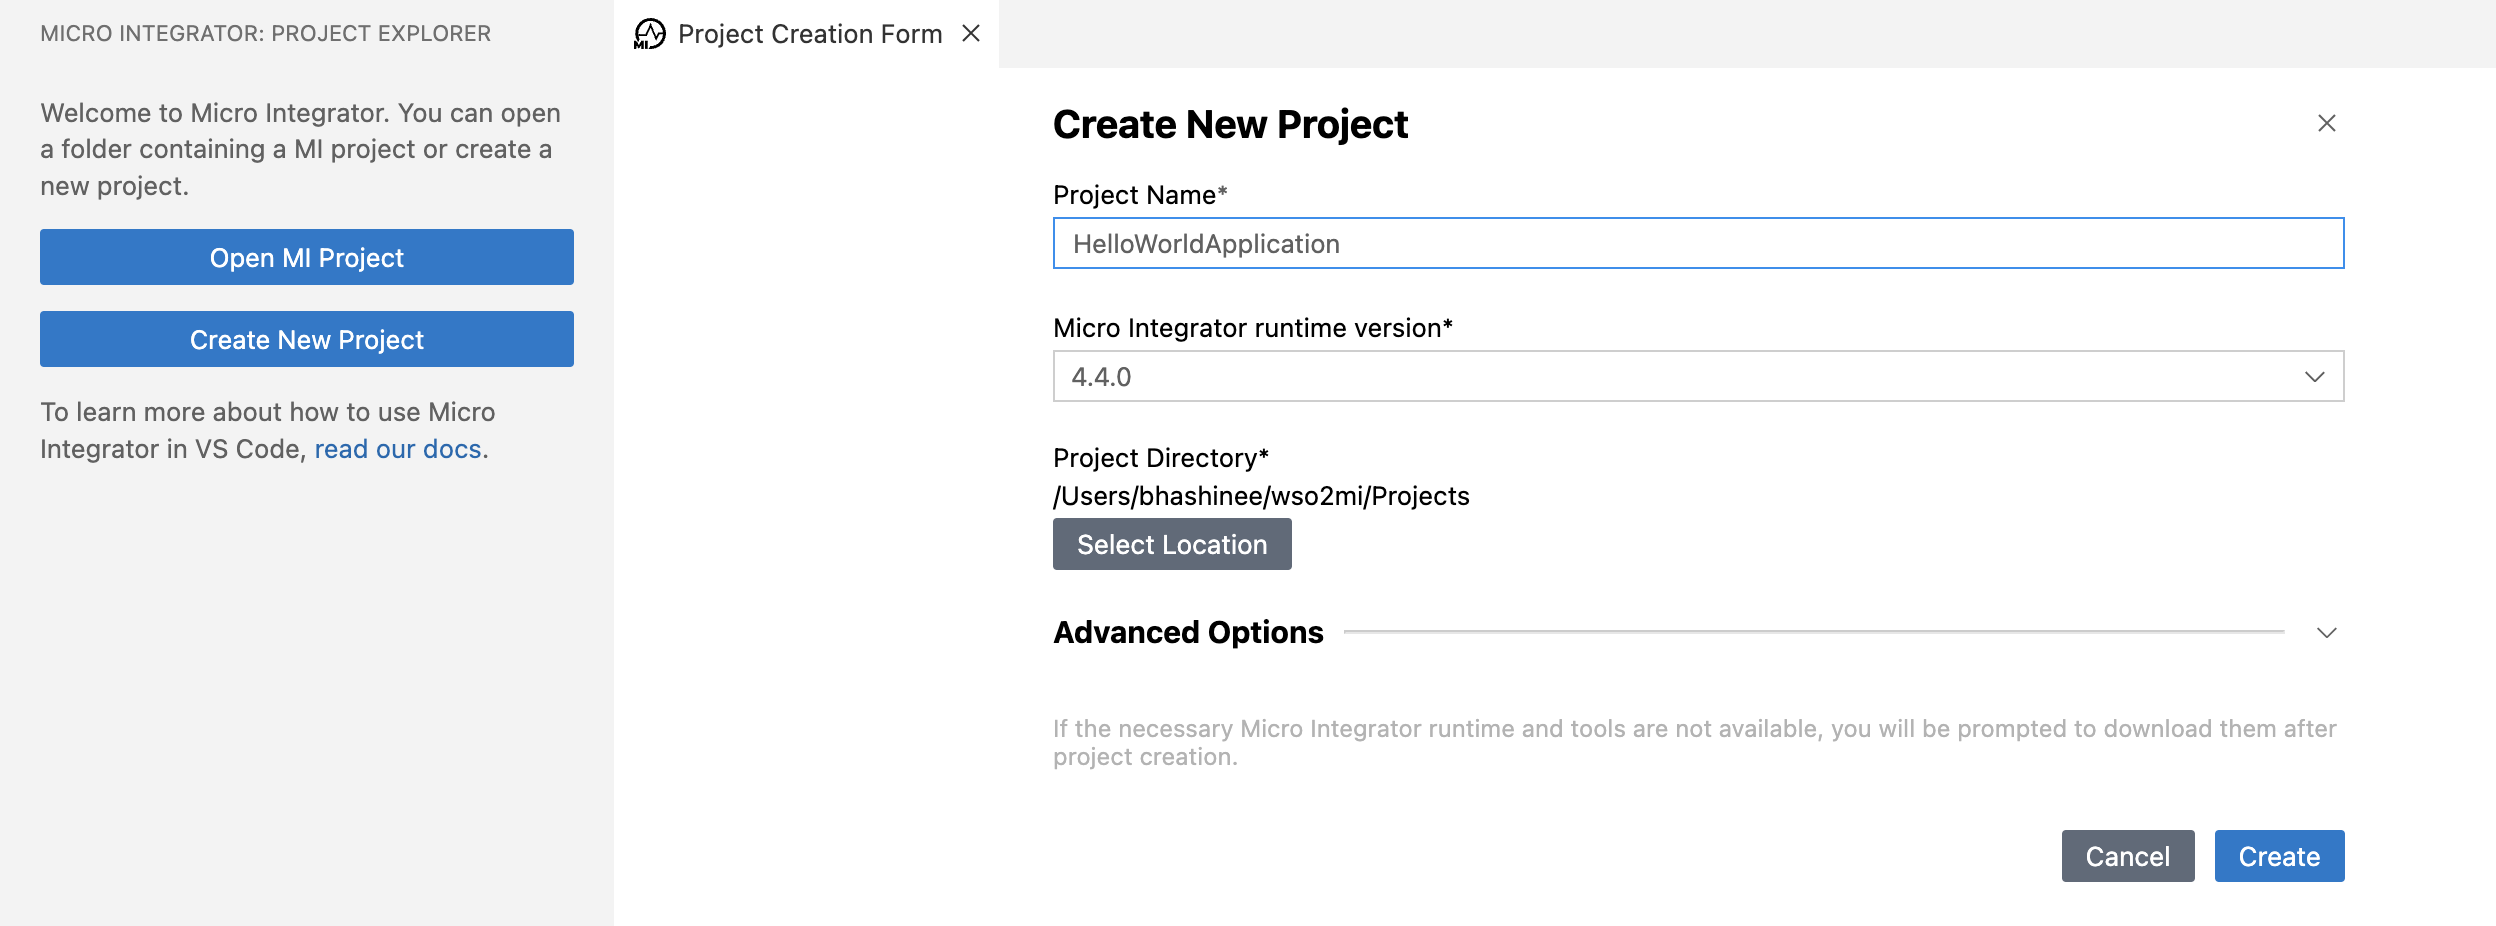 MICRO INTEGRATOR: PROJECT EXPLORER
Welcome to Micro Integrator. You can open
a folder containing a MI project or create a
new project.
Open MI Project
Create New Project
To learn more about how to use Micro
Integrator in VS Code, read our docs.
MI
Project Creation Form
Create New Project
Project Name*
HelloWorldApplication
Micro Integrator runtime version*
4.4.0
Project Directory*
/Users/bhashinee/wso2mi/Projects
Select Location
Advanced Options
If the necessary Micro Integrator runtime and tools are not available, you will be prompted to download them after
project creation.
Cancel
Create